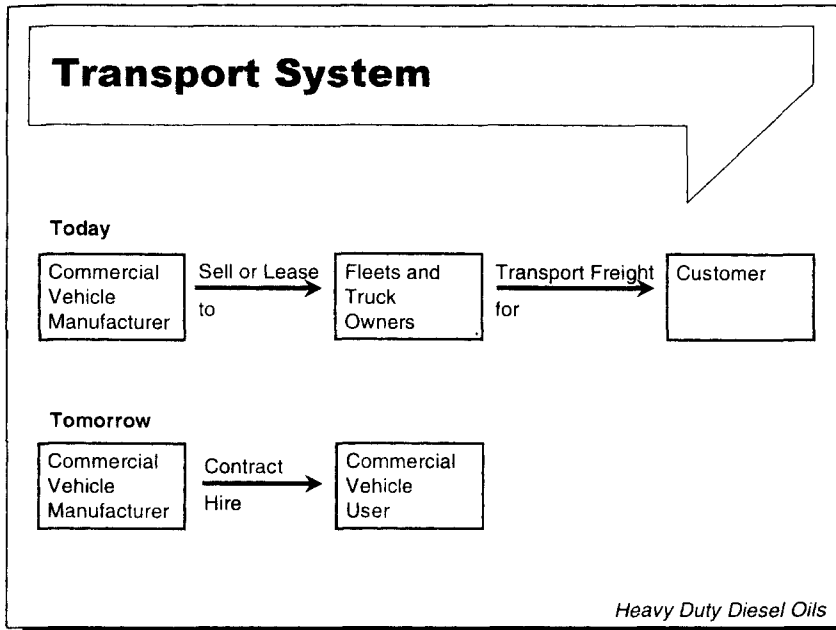 Transport System
Today
Commercial
Vehicle
Manufacturer
Sell or Lease
to
Fleets and
Truck
Owners
Transport Freight
for
Customer
Tomorrow
Commercial
Vehicle
Manufacturer
Contract
Hire
Commercial
Vehicle
User
Heavy Duty Diesel Oils